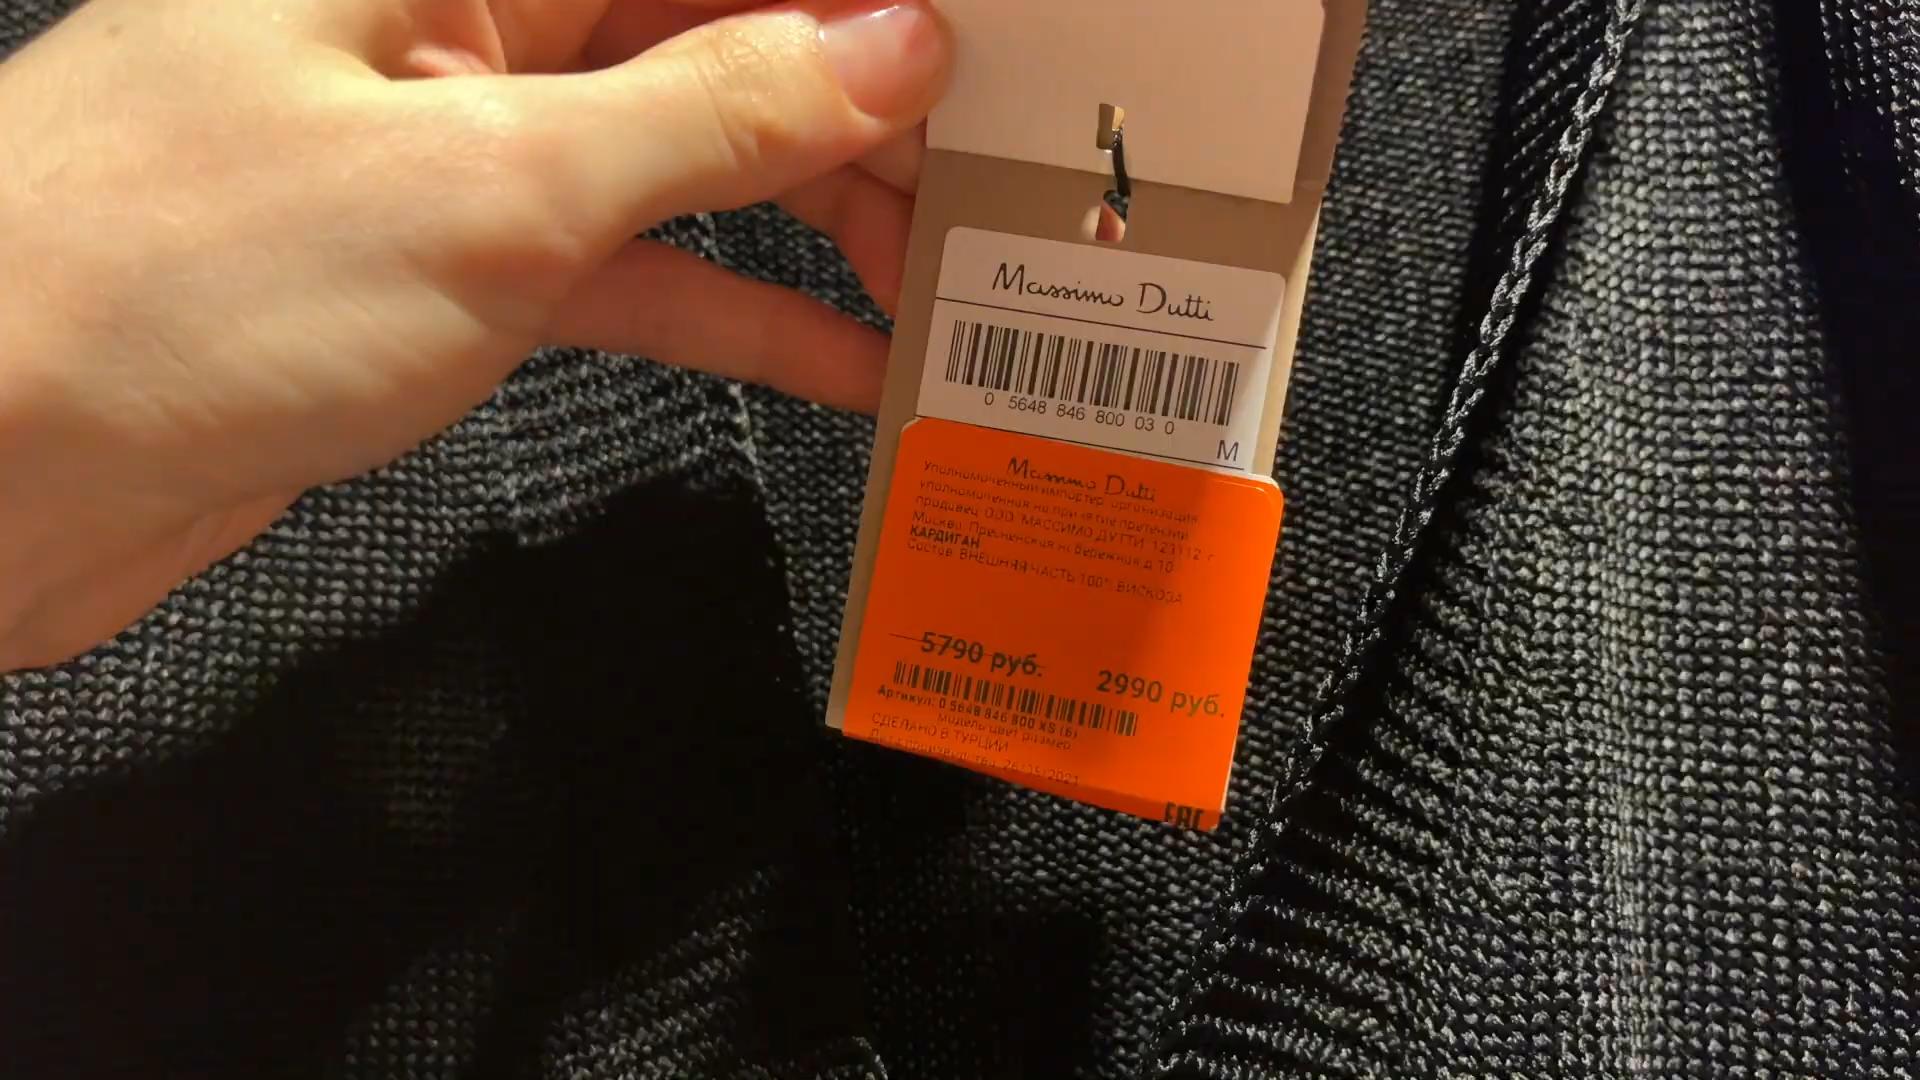 Massimo Dutti
0 5648 846 800 03 0
M
Massimo Dutti
Уполномоченный импортер, организация,
уполномоченная на принятие претензий
продавец: ООО "МАССИМО ДУТТИ" 123112, г.
Москва, Пресненская набережная, д.10
КАРДИГАН
Состав: ВНЕШНЯЯ ЧАСТЬ 100% ВИСКОЗА
5790 руб.
2990 руб.
Артикул: 0 5648 846 800 XS (6)
модель цвет размер
СДЕЛАНО В ТУРЦИИ
EAC